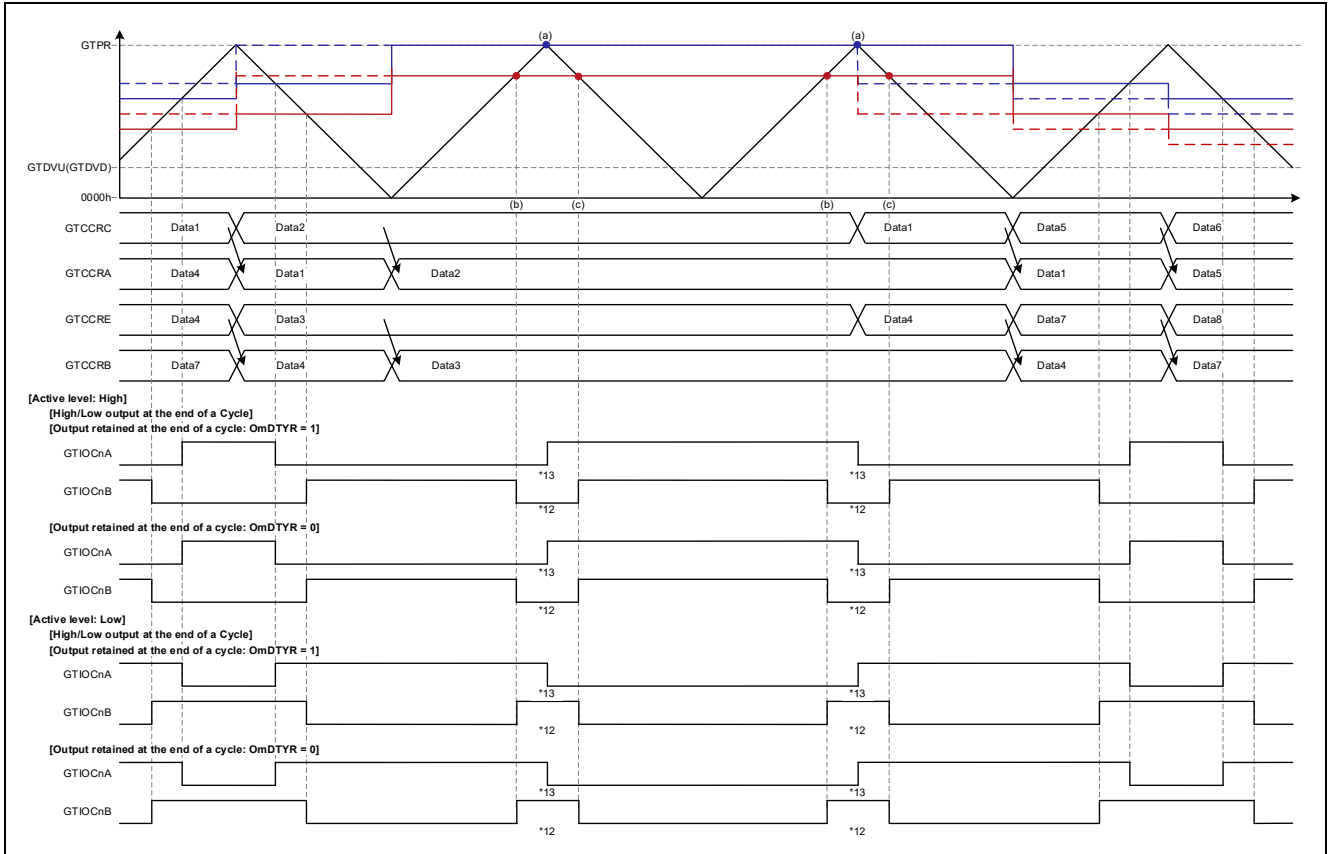 (a) (a)
GTPR
GTDVU(GTDVD)
0000h
(b) (c) (b) (c)
GTCCRC Data1 Data2 Data1 Data5 Data6
GTCCRA Data4 Data1 Data2 Data1 Data5
GTCCRE Data4 Data3 Data4 Data7 Data8
GTCCRB Data7 Data4 Data3 Data4 Data7
[Active level: High]
[High/Low output at the end of a Cycle]
[Output retained at the end of a cycle: OmDTYR = 1]
GTIOCnA
*13 *13
GTIOCnB
*12 *12
[Output retained at the end of a cycle: OmDTYR = 0]
GTIOCnA
*13 *13
GTIOCnB
*12 *12
[Active level: Low]
[High/Low output at the end of a Cycle]
[Output retained at the end of a cycle: OmDTYR = 1]
GTIOCnA
*13 *13
GTIOCnB
*12 *12
[Output retained at the end of a cycle: OmDTYR = 0]
GTIOCnA
*13 *13
GTIOCnB
*12 *12